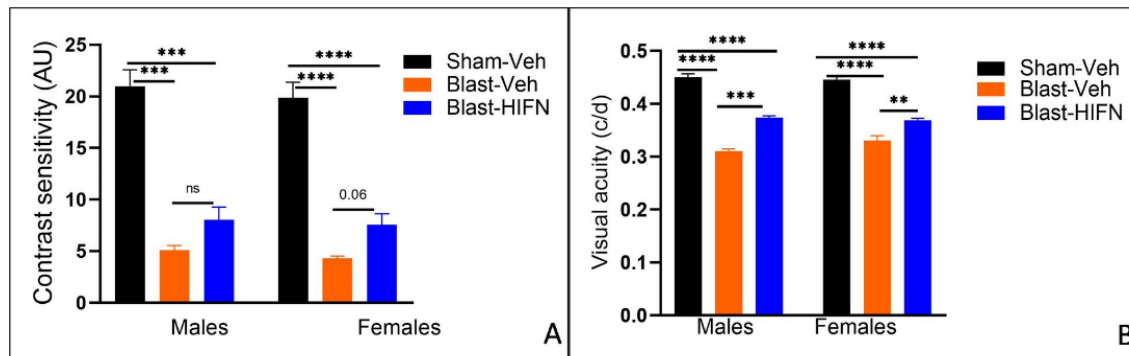 Contrast sensitivity (AU)
25
20
15
10
5
0
***
***
ns
****
****
0.06
Sham-Veh
Blast-Veh
Blast-HIFN
Males
Females
A
Visual acuity (c/d)
0.5
0.4
0.3
0.2
0.1
0.0
****
****
***
****
****
**
Sham-Veh
Blast-Veh
Blast-HIFN
Males
Females
B